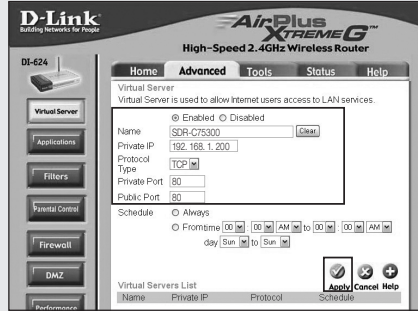 D-Link
Building Networks for People
AirPlus
XTREME G™
High-Speed 2.4GHz Wireless Router
DI-624
Home Advanced Tools Status Help
Virtual Server
Virtual Server is used to allow Internet users access to LAN services.
Virtual Server
Enabled Disabled
Name SDR-C75300 Clear
Private IP 192. 168. 1. 200
Applications
Protocol Type TCP
Filters
Private Port 80
Public Port 80
Parental Control
Schedule Always
From time 00 : 00 AM to 00 : 00 AM
day Sun to Sun
Firewall
DMZ
Apply Cancel Help
Virtual Servers List
Name Private IP Protocol Schedule
Performance